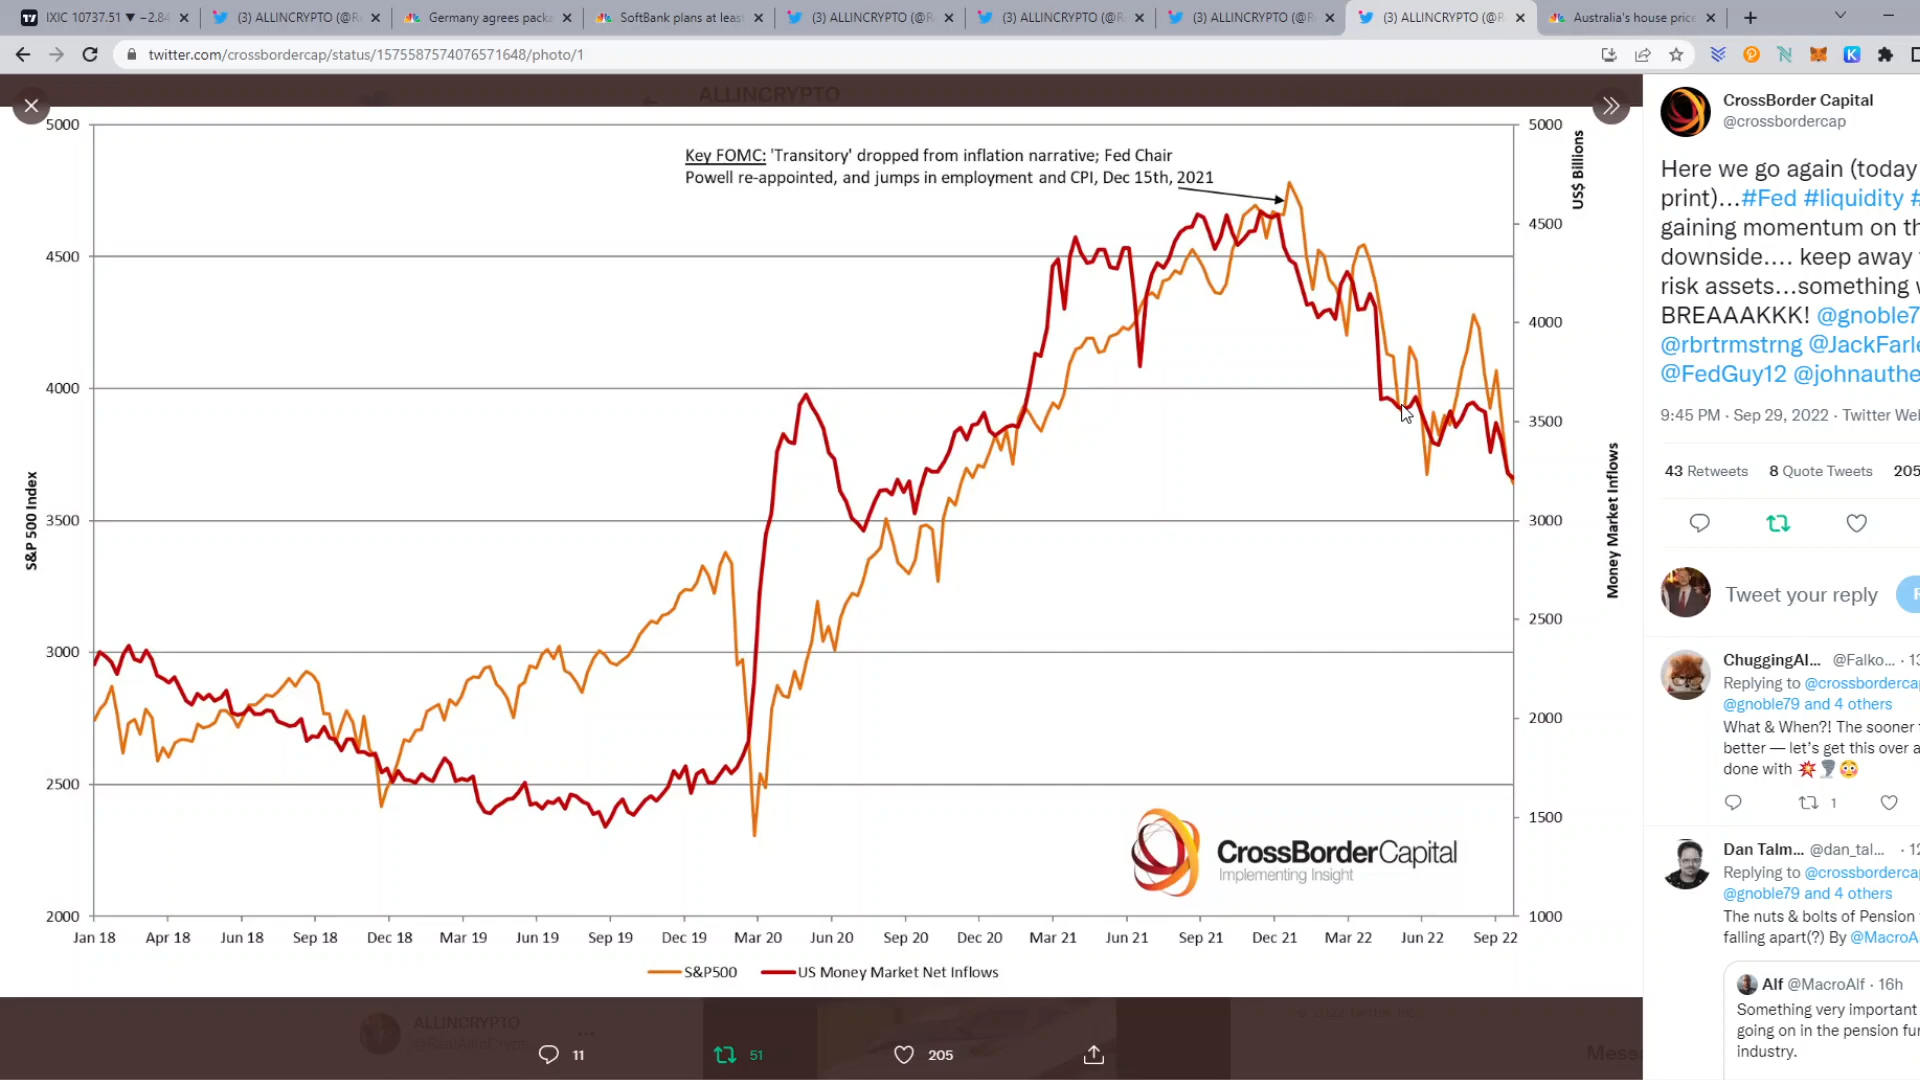 IXIC 10737.51 ▼ −2.84
(3) ALLINCRYPTO (@R
Germany agrees pack
SoftBank plans at leas
(3) ALLINCRYPTO (@R
(3) ALLINCRYPTO (@R
(3) ALLINCRYPTO (@R
(3) ALLINCRYPTO (@R
Australia's house price
twitter.com/crossbordercap/status/1575587574076571648/photo/1
ALLINCRYPTO
Key FOMC: 'Transitory' dropped from inflation narrative; Fed Chair
Powell re-appointed, and jumps in employment and CPI, Dec 15th, 2021
S&P 500 Index
5000
4500
4000
3500
3000
2500
2000
US$ Billions
Money Market Inflows
5000
4500
4000
3500
3000
2500
2000
1500
1000
Jan 18 Apr 18 Jun 18 Sep 18 Dec 18 Mar 19 Jun 19 Sep 19 Dec 19 Mar 20 Jun 20 Sep 20 Dec 20 Mar 21 Jun 21 Sep 21 Dec 21 Mar 22 Jun 22 Sep 22
CrossBorderCapital
Implementing Insight
S&P500 US Money Market Net Inflows
ALLINCRYPTO
11 51 205
CrossBorder Capital
@crossbordercap
Here we go again (today
print)...#Fed #liquidity #
gaining momentum on th
downside.... keep away
risk assets...something w
BREAAAKKK! @gnoble7
@rbrtrmstrng @JackFarle
@FedGuy12 @johnauthe
9:45 PM · Sep 29, 2022 · Twitter We
43 Retweets 8 Quote Tweets 205
Tweet your reply
ChuggingAl... @Falko... · 13
Replying to @crossborderca
@gnoble79 and 4 others
What & When?! The sooner
better — let's get this over a
done with 💥🌪️😳
1
Dan Talm... @dan_tal... · 12
Replying to @crossborderca
@gnoble79 and 4 others
The nuts & bolts of Pension
falling apart(?) By @MacroA
Alf @MacroAlf · 16h
Something very important
going on in the pension fu
industry.